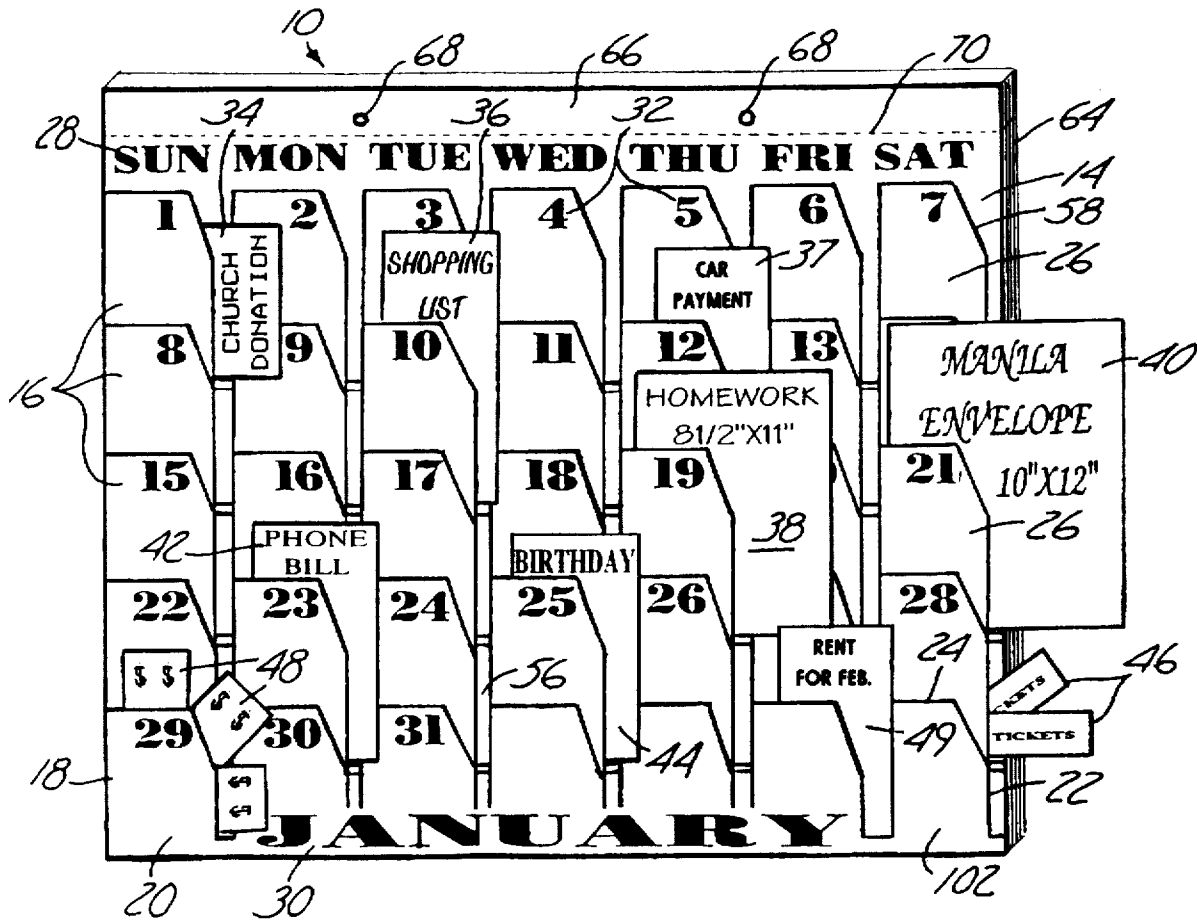 10
68
66
68
70
34
36
32
64
28
SUN MON TUE WED THU FRI SAT
14
1 2 3 4 5 6 7
58
CHURCH DONATION
SHOPPING
LIST
CAR
PAYMENT
37
26
8 9 10 11 12 13
MANILA
ENVELOPE
10"X12"
40
16
HOMEWORK
8 1/2"X11"
15 16 17 18 19 21
38
26
42
PHONE
BILL
BIRTHDAY
22 23 24 25 26 28
RENT
FOR FEB.
24
46
$ $
48
$ $
56
KETS
TICKETS
29 30 31
18
44
49
22
$ $
JANUARY
20
30
102